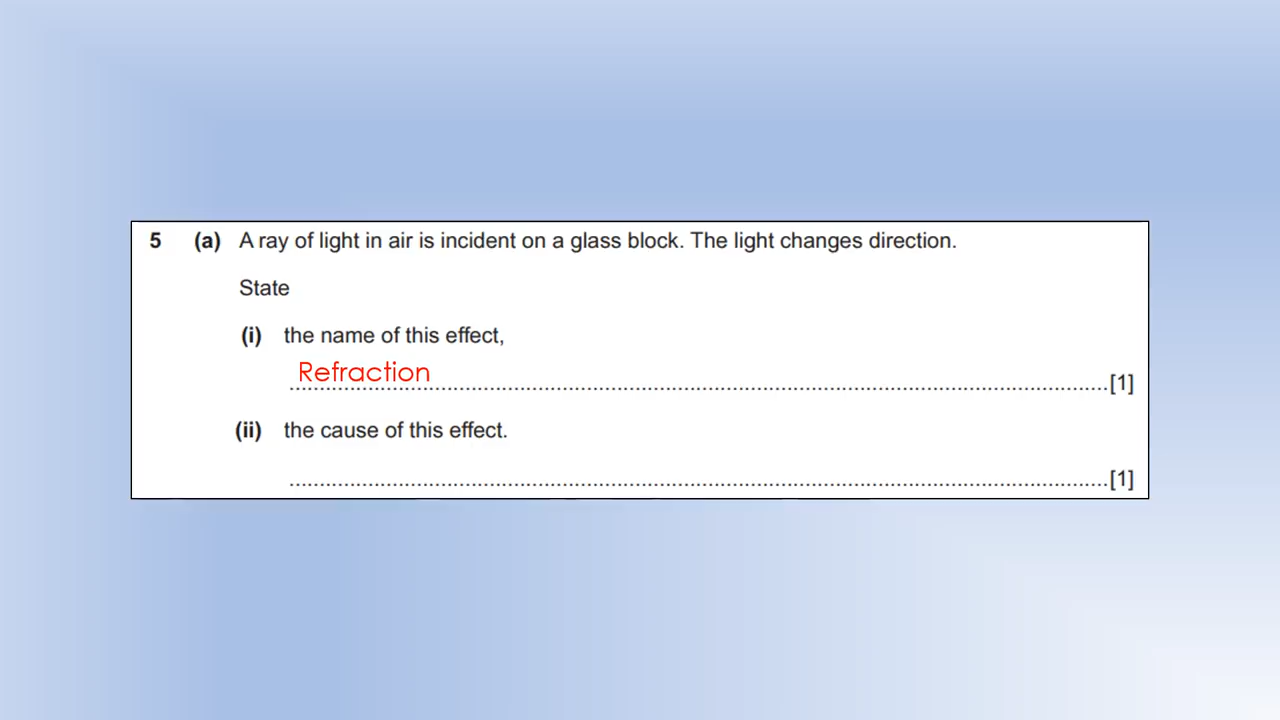 5 (a) A ray of light in air is incident on a glass block. The light changes direction.
State
(i) the name of this effect,
Refraction
..........................................................................................................................................[1]
(ii) the cause of this effect.
..........................................................................................................................................[1]